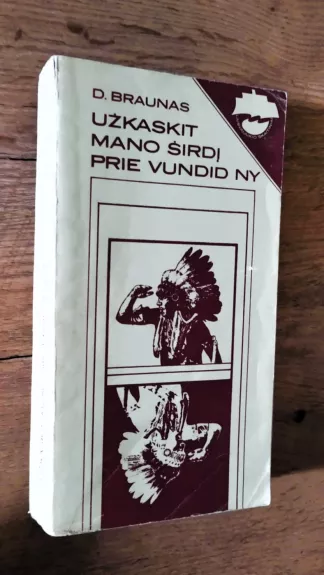 D. BRAUNAS
UŽKASKIT
MANO ŠIRDĮ
PRIE VUNDID NY